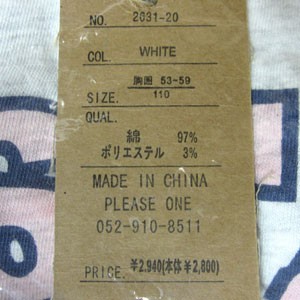 NO. 2031-20
COL. WHITE
胸囲 53-59
SIZE. 110
QUAL.
綿 97%
ポリエステル 3%
MADE IN CHINA
PLEASE ONE
052-910-8511
PRICE. ¥2,940(本体¥2,800)